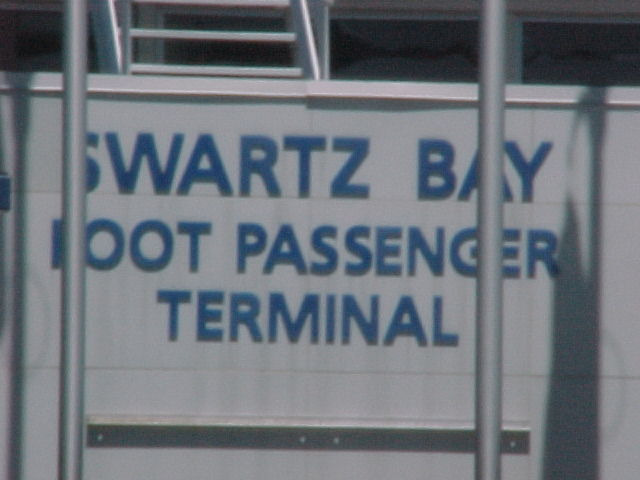 SWARTZ BAY
FOOT PASSENGER
TERMINAL